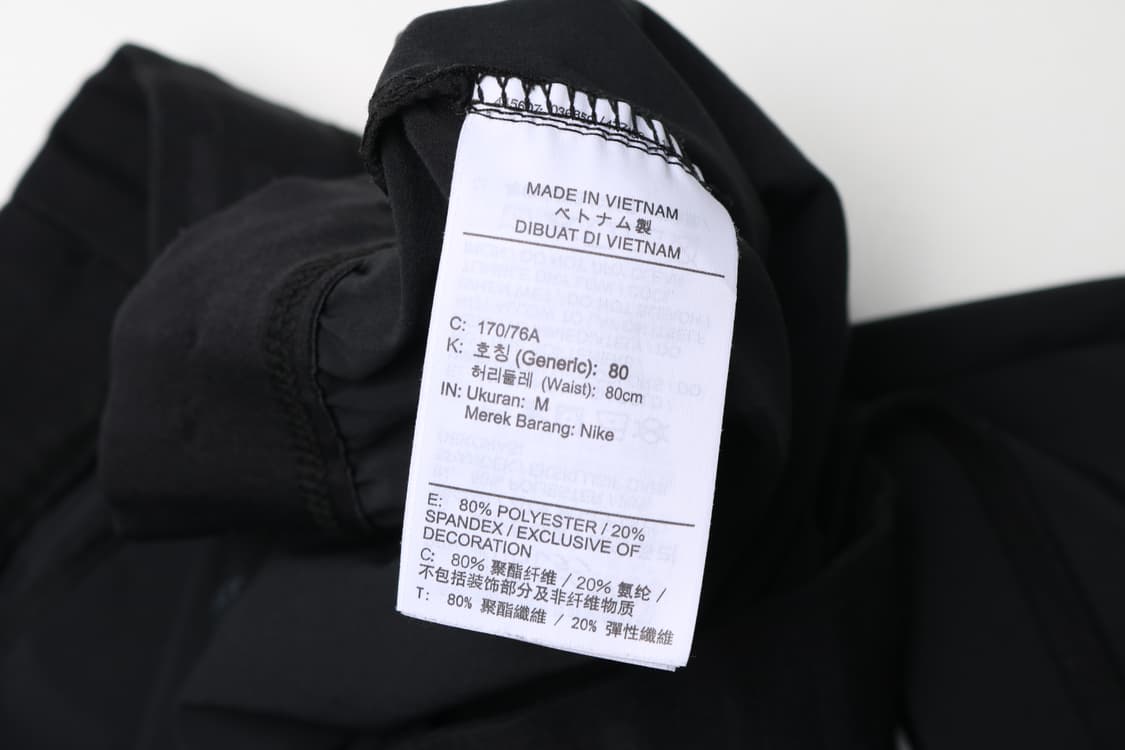 MADE IN VIETNAM
ベトナム製
DIBUAT DI VIETNAM
C: 170/76A
K: 호칭 (Generic): 80
허리둘레 (Waist): 80cm
IN: Ukuran: M
Merek Barang: Nike
E: 80% POLYESTER / 20%
SPANDEX / EXCLUSIVE OF
DECORATION
C: 80% 聚酯纤维 / 20% 氨纶 /
不包括装饰部分及非纤维物质
T: 80% 聚酯纖維 / 20% 彈性纖維